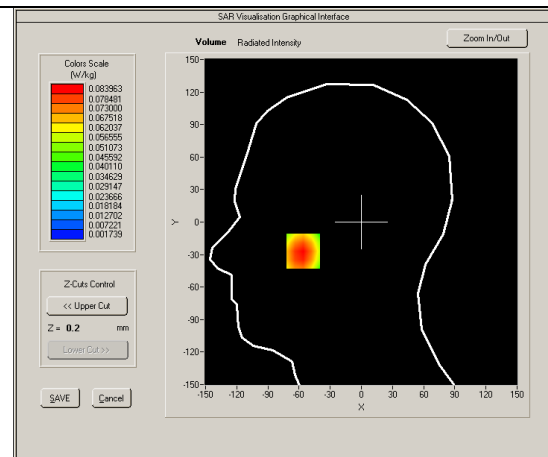 SAR Visualisation Graphical Interface
Volume Radiated Intensity
Zoom In/Out
Colors Scale
(W/kg)
0.083963
0.078481
0.073000
0.067518
0.062037
0.056555
0.051073
0.045592
0.040110
0.034629
0.029147
0.023666
0.018184
0.012702
0.007221
0.001739
Z-Cuts Control
<< Upper Cut
Z = 0.2 mm
Lower Cut >>
SAVE Cancel
150
120
90
60
30
0
-30
-60
-90
-120
-150
Y
-150 -120 -90 -60 -30 0 30 60 90 120 150
X